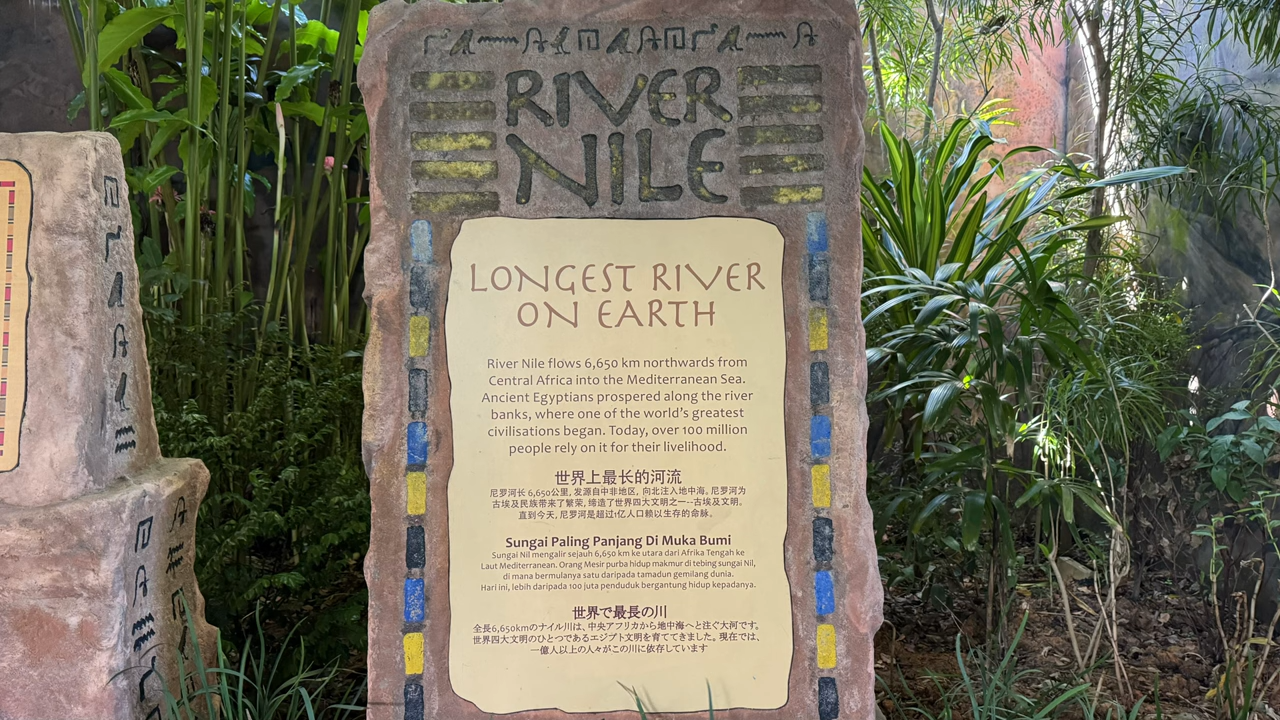 RIVER
NILE
LONGEST RIVER
ON EARTH
River Nile flows 6,650 km northwards from
Central Africa into the Mediterranean Sea.
Ancient Egyptians prospered along the river
banks, where one of the world's greatest
civilisations began. Today, over 100 million
people rely on it for their livelihood.
世界上最长的河流
尼罗河长 6,650公里, 发源自中非地区, 向北注入地中海。尼罗河为
古埃及民族带来了繁荣, 缔造了世界四大文明之一--古埃及文明。
直到今天, 尼罗河是超过1亿人口赖以生存的命脉。
Sungai Paling Panjang Di Muka Bumi
Sungai Nil mengalir sejauh 6,650 km ke utara dari Afrika Tengah ke
Laut Mediterranean. Orang Mesir purba hidup makmur di tebing sungai Nil,
di mana bermulanya satu daripada tamadun gemilang dunia.
Hari ini, lebih daripada 100 juta penduduk bergantung hidup kepadanya.
世界で最長の川
全長6,650kmのナイル川は、中央アフリカから地中海へと注ぐ大河です。
世界四大文明のひとつであるエジプト文明を育ててきました。現在では、
一億人以上の人々がこの川に依存しています